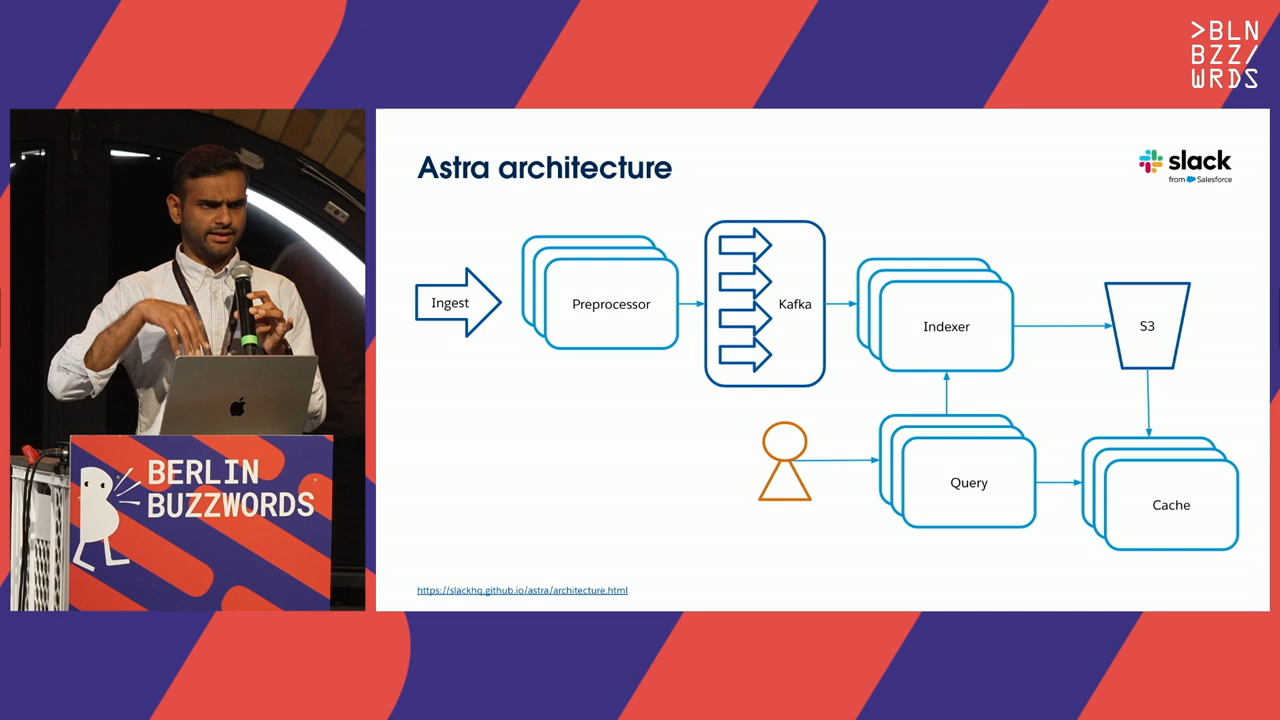 >BLN
BZZ/
WRDS
Astra architecture
slack
from Salesforce
Ingest
Preprocessor
Kafka
Indexer
S3
Query
Cache
https://slackhq.github.io/astra/architecture.html
BERLIN
BUZZWORDS